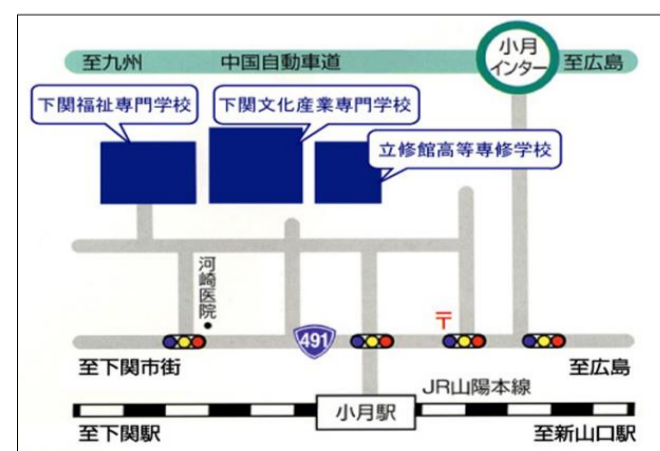 小月
インター
至九州
中国自動車道
至広島
下関福祉専門学校
下関文化産業専門学校
立修館高等専修学校
河崎医院
〒
491
至下関市街
至広島
JR山陽本線
小月駅
至下関駅
至新山口駅